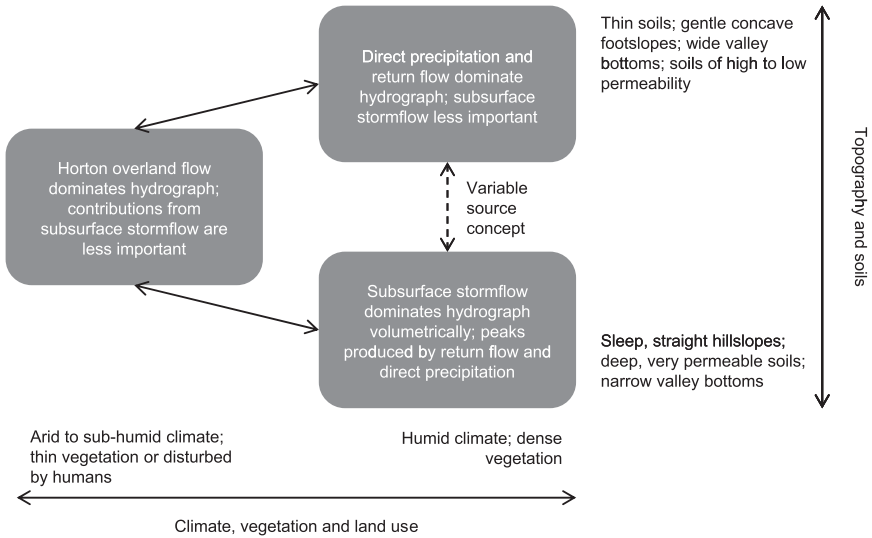 Direct precipitation and
return flow dominate
hydrograph; subsurface
stormflow less important
Thin soils; gentle concave
footslopes; wide valley
bottoms; soils of high to low
permeability
Horton overland flow
dominates hydrograph;
contributions from
subsurface stormflow are
less important
Variable
source
concept
Topography and soils
Subsurface stormflow
dominates hydrograph
volumetrically; peaks
produced by return flow and
direct precipitation
Sleep, straight hillslopes;
deep, very permeable soils;
narrow valley bottoms
Arid to sub-humid climate;
thin vegetation or disturbed
by humans
Humid climate; dense
vegetation
Climate, vegetation and land use